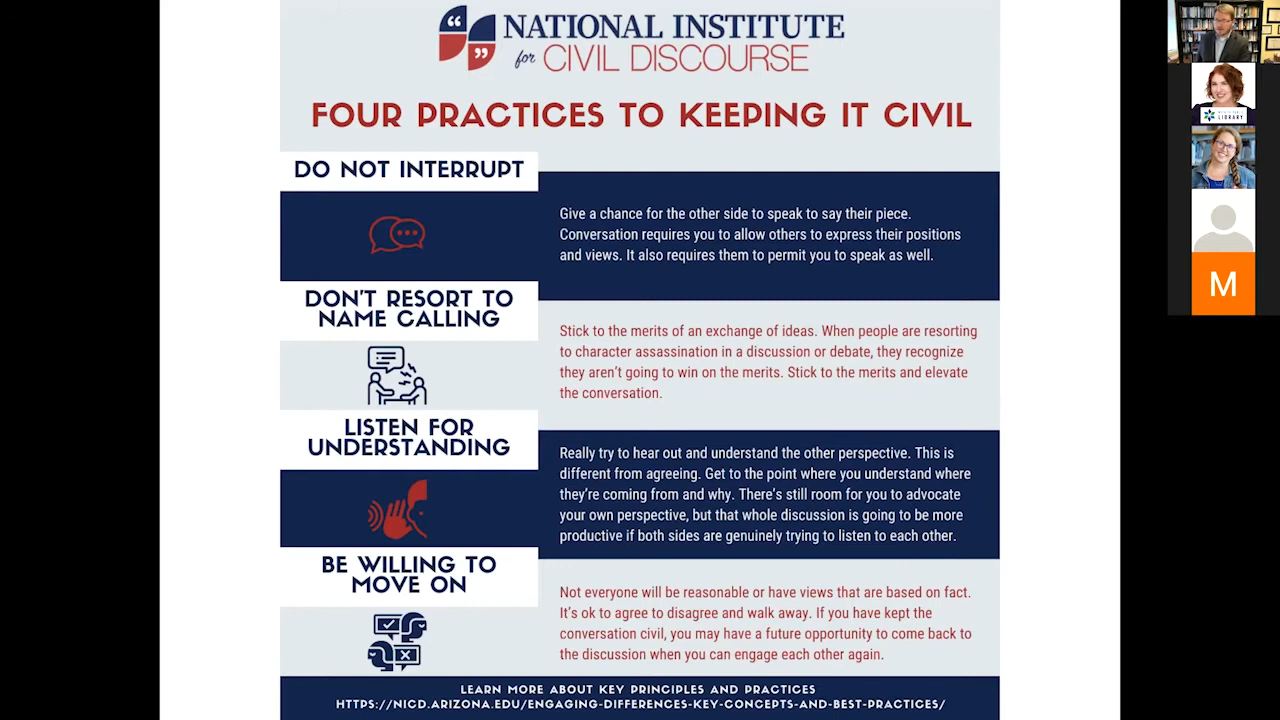 NATIONAL INSTITUTE
for CIVIL DISCOURSE
FOUR PRACTICES TO KEEPING IT CIVIL
DO NOT INTERRUPT
Give a chance for the other side to speak to say their piece.
Conversation requires you to allow others to express their positions
and views. It also requires them to permit you to speak as well.
DON'T RESORT TO
NAME CALLING
Stick to the merits of an exchange of ideas. When people are resorting
to character assassination in a discussion or debate, they recognize
they aren't going to win on the merits. Stick to the merits and elevate
the conversation.
LISTEN FOR
UNDERSTANDING
Really try to hear out and understand the other perspective. This is
different from agreeing. Get to the point where you understand where
they're coming from and why. There's still room for you to advocate
your own perspective, but that whole discussion is going to be more
productive if both sides are genuinely trying to listen to each other.
BE WILLING TO
MOVE ON
Not everyone will be reasonable or have views that are based on fact.
It's ok to agree to disagree and walk away. If you have kept the
conversation civil, you may have a future opportunity to come back to
the discussion when you can engage each other again.
LEARN MORE ABOUT KEY PRINCIPLES AND PRACTICES
HTTPS://NICD.ARIZONA.EDU/ENGAGING-DIFFERENCES-KEY-CONCEPTS-AND-BEST-PRACTICES/
LIBRARY
M